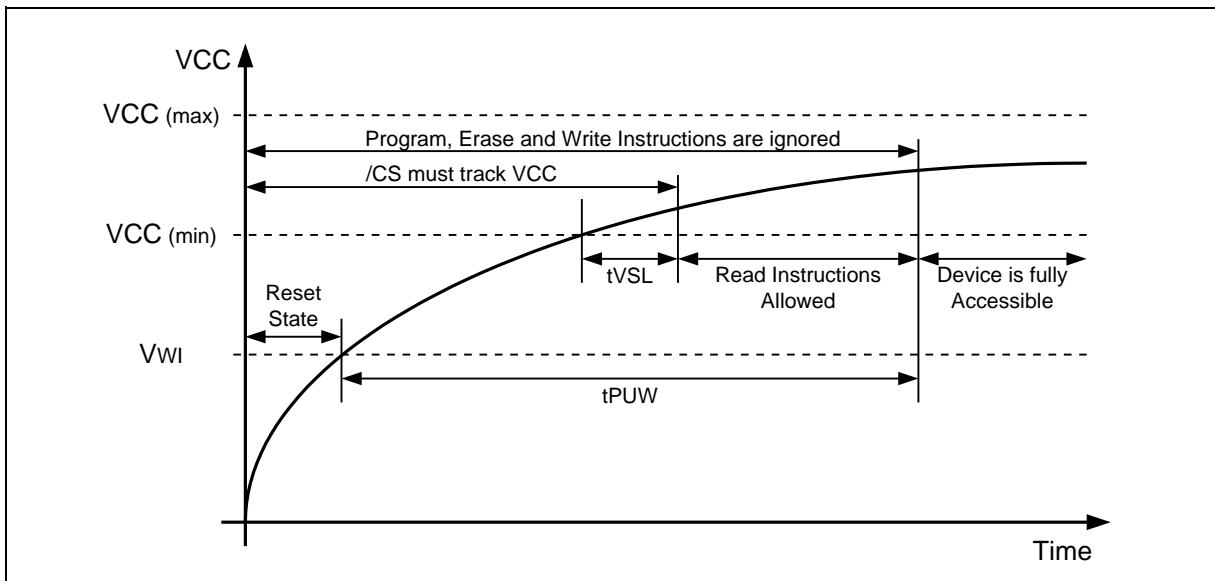 VCC
VCC (max)
Program, Erase and Write Instructions are ignored
/CS must track VCC
VCC (min)
tVSL
Read Instructions
Allowed
Device is fully
Accessible
Reset
State
VWI
tPUW
Time